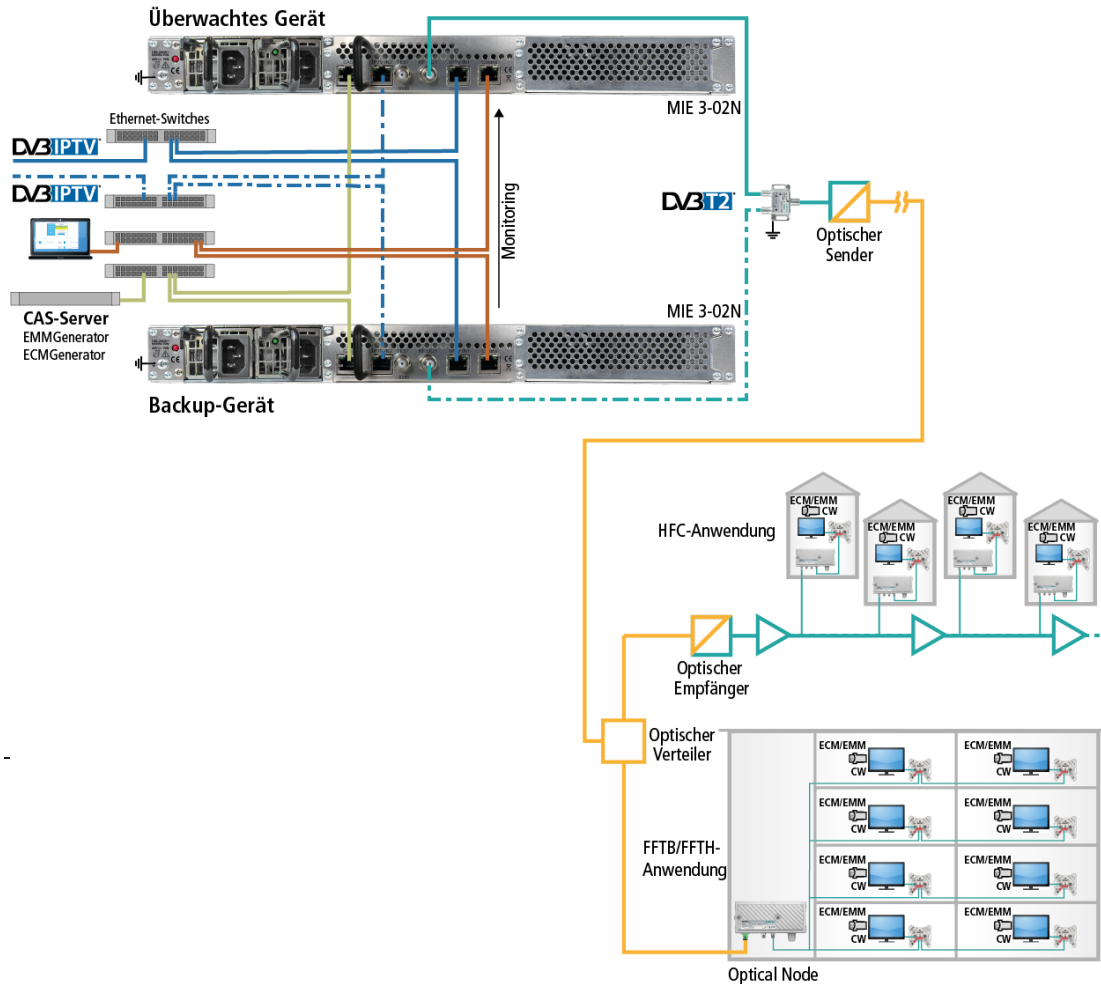 Überwachtes Gerät
MIE 3-02N
Ethernet-Switches
DVB IPTV
DVB IPTV
Monitoring
DVB T2
Optischer
Sender
CAS-Server
EMMGenerator
ECMGenerator
MIE 3-02N
Backup-Gerät
HFC-Anwendung
ECM/EMM
CW
ECM/EMM
CW
ECM/EMM
CW
ECM/EMM
CW
Optischer
Empfänger
Optischer
Verteiler
FFTB/FFTH-
Anwendung
ECM/EMM
CW
ECM/EMM
CW
ECM/EMM
CW
ECM/EMM
CW
ECM/EMM
CW
ECM/EMM
CW
ECM/EMM
CW
ECM/EMM
CW
Optical Node